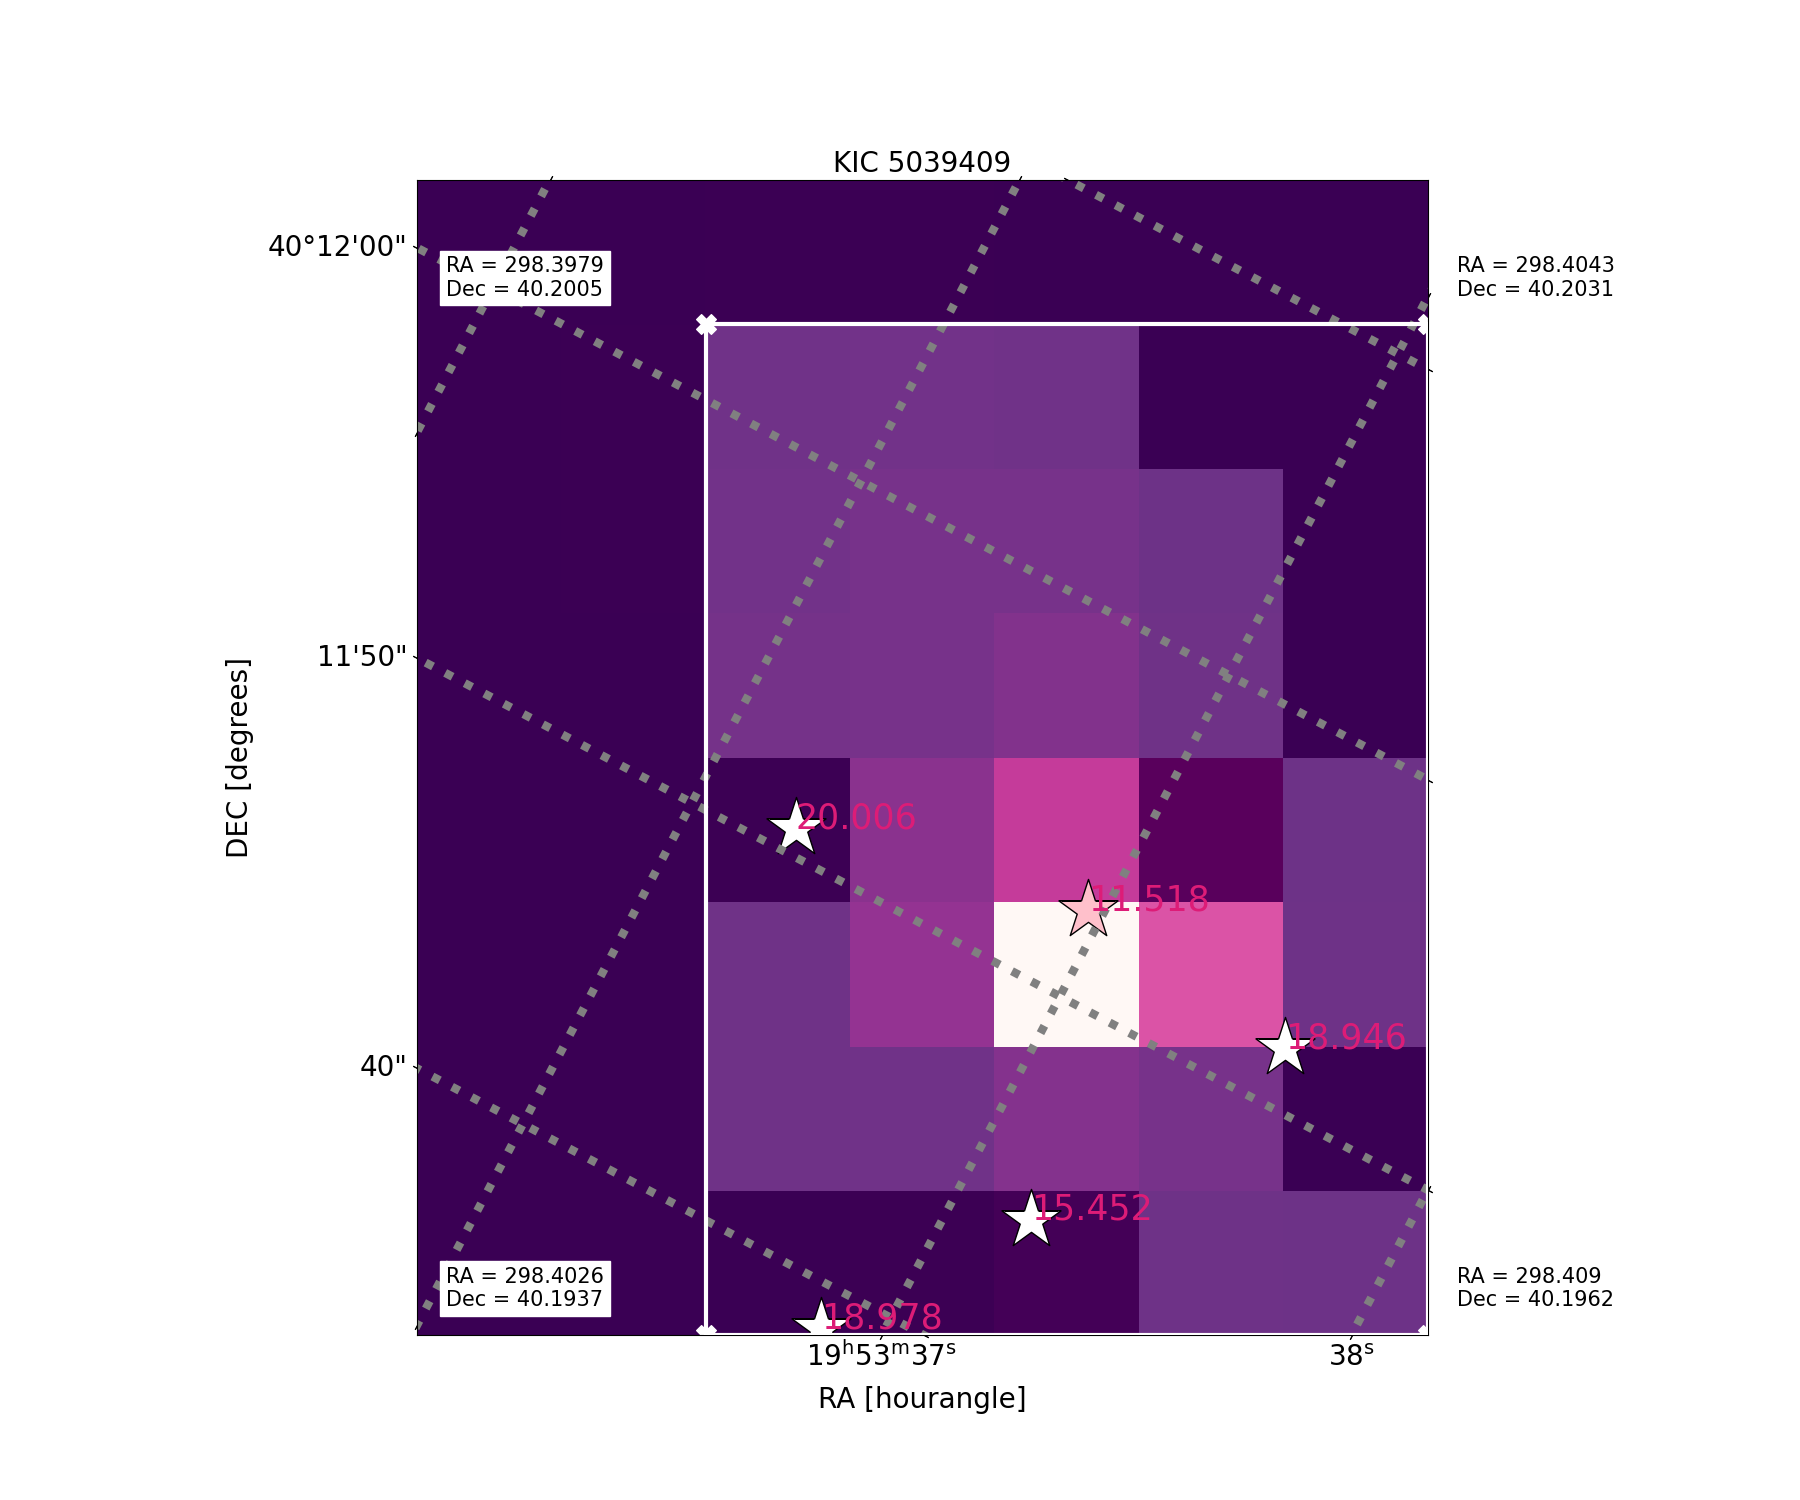 KIC 5039409
40°12'00"
RA = 298.3979
Dec = 40.2005
RA = 298.4043
Dec = 40.2031
11'50"
DEC [degrees]
20.006
11.518
18.946
40"
15.452
RA = 298.4026
Dec = 40.1937
18.978
RA = 298.409
Dec = 40.1962
19h53m37s
38s
RA [hourangle]